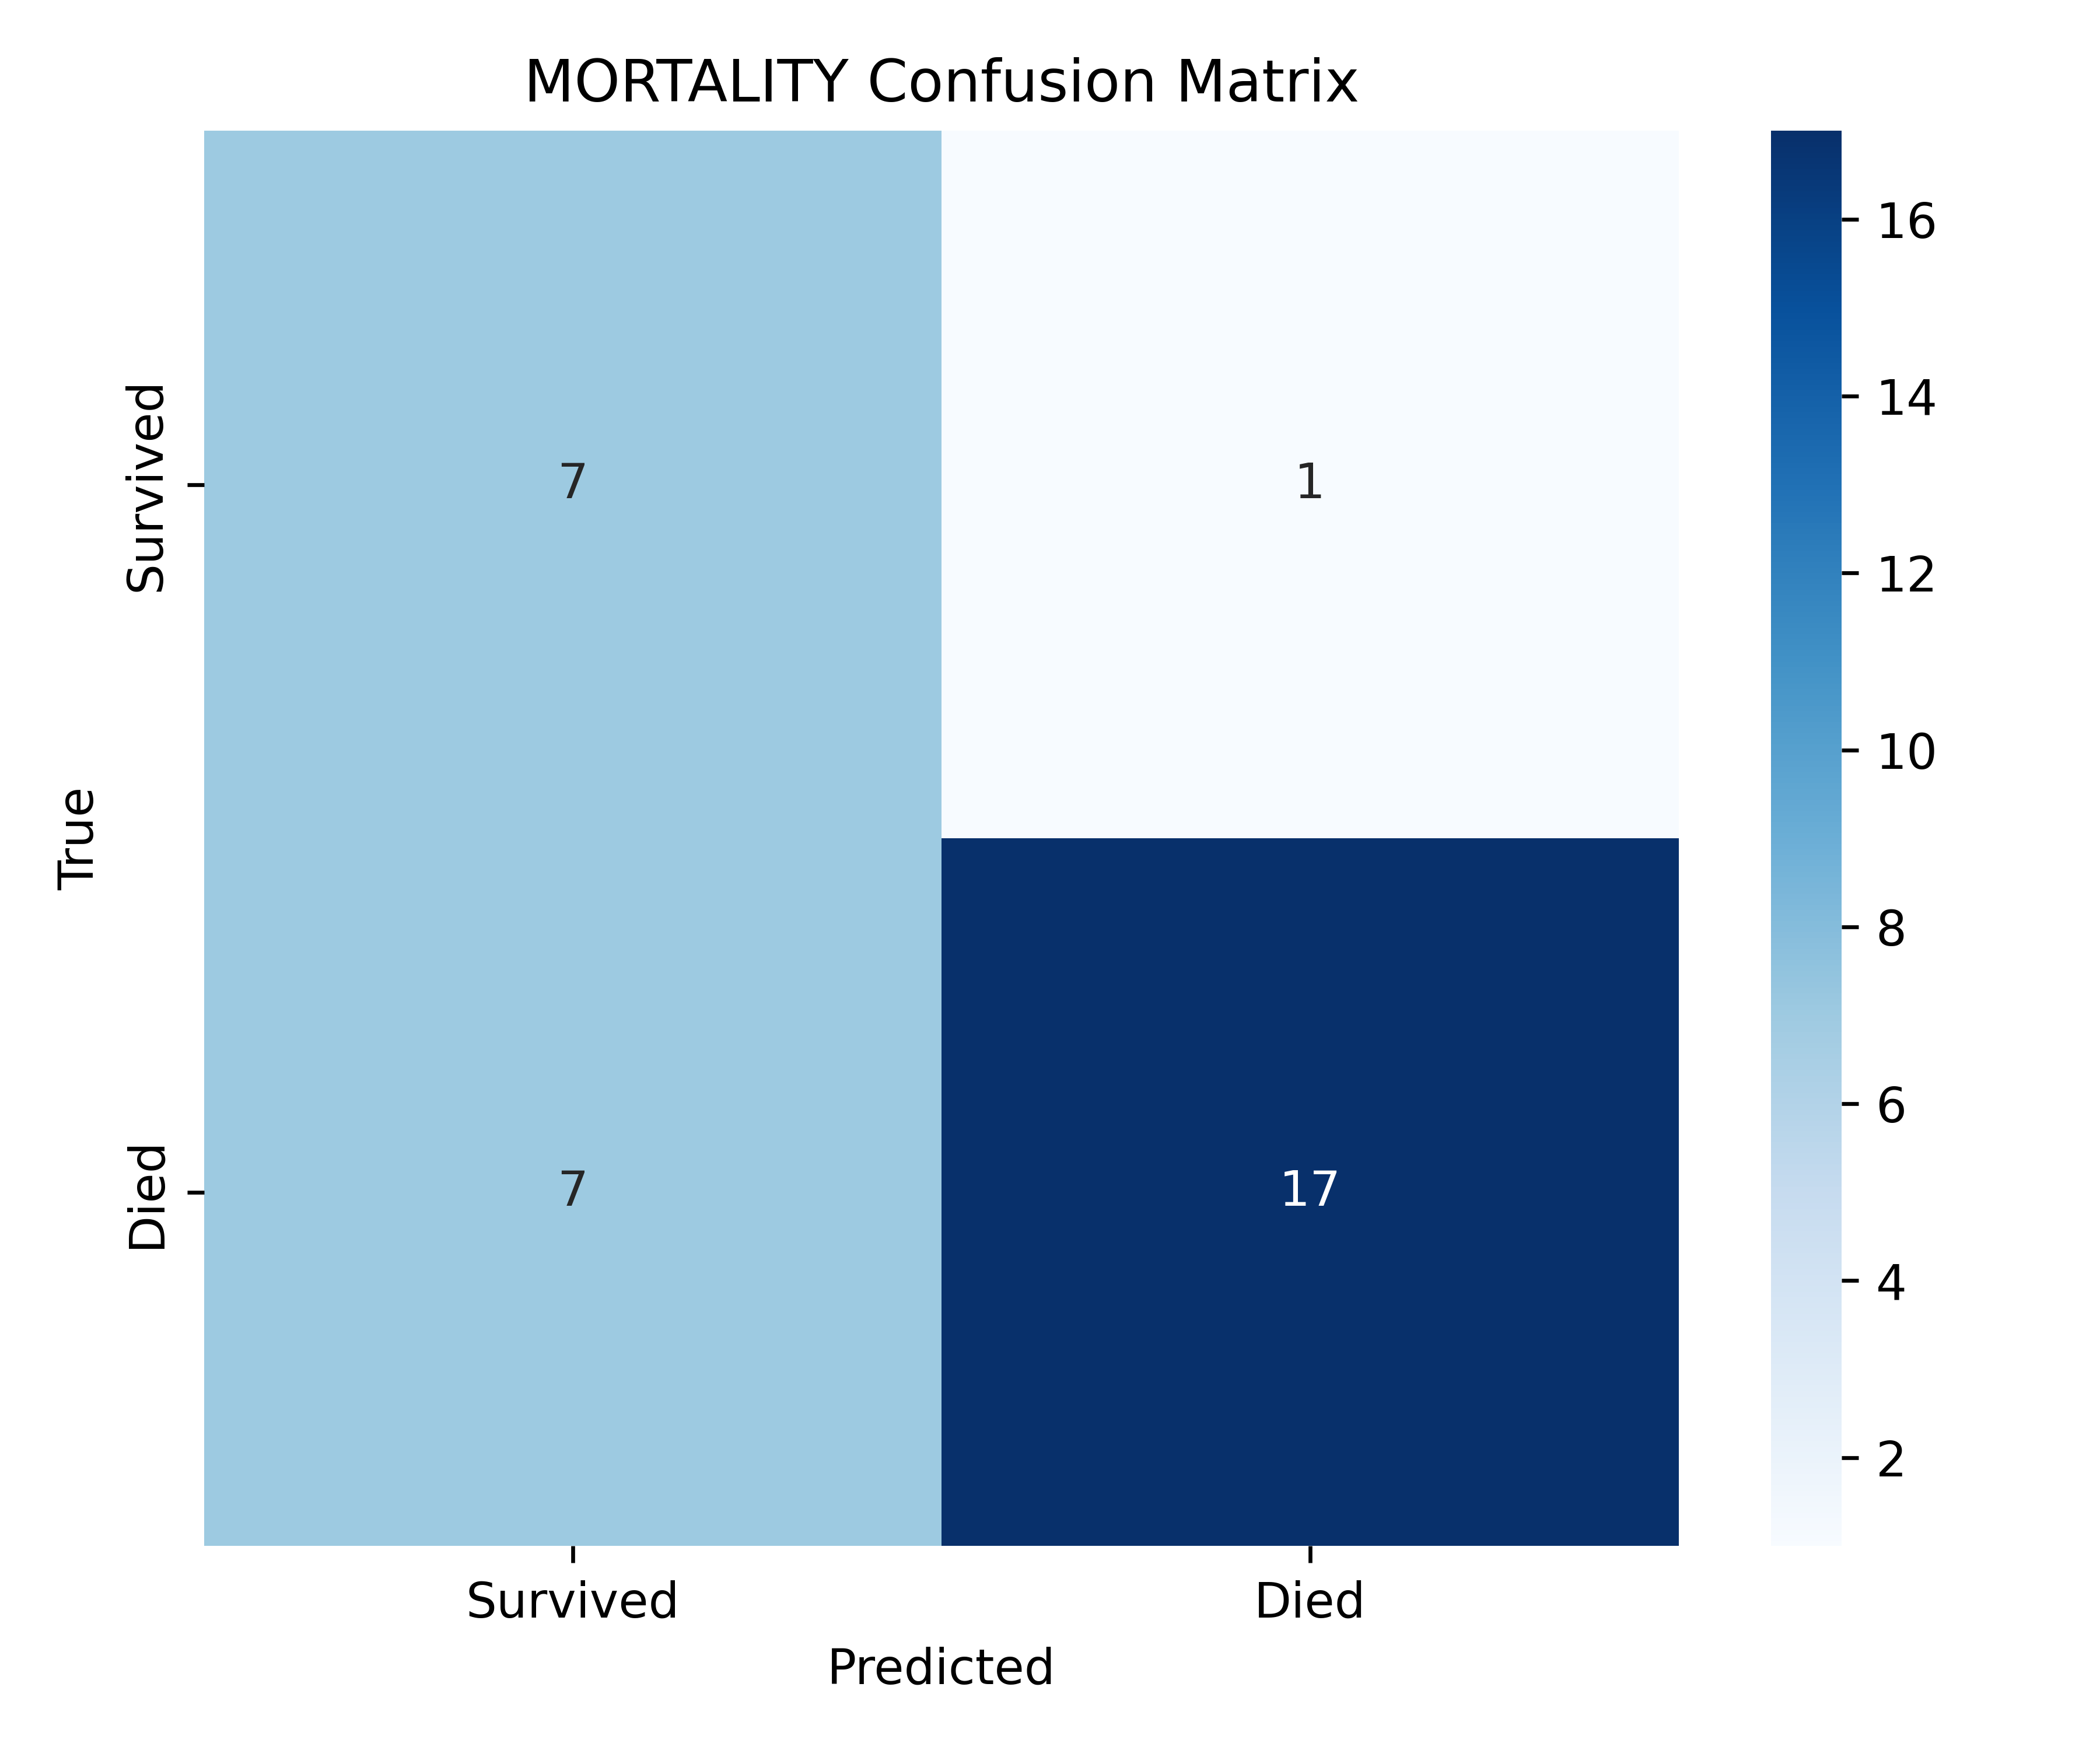 MORTALITY Confusion Matrix
Survived
7
1
16
14
12
10
8
6
4
2
True
Died
7
17
Survived
Died
Predicted